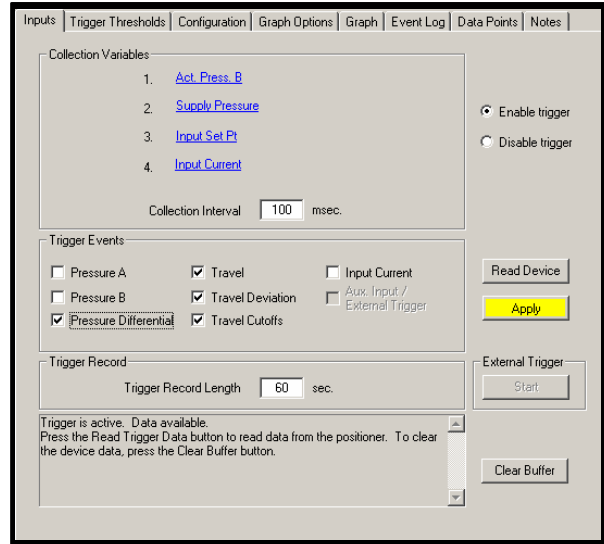 Inputs Trigger Thresholds Configuration Graph Options Graph Event Log Data Points Notes
Collection Variables
1. Act. Press. B
2. Supply Pressure
3. Input Set Pt
4. Input Current
Collection Interval 100 msec.
Enable trigger
Disable trigger
Trigger Events
Pressure A Travel Input Current
Pressure B Travel Deviation Aux. Input /
External Trigger
Pressure Differential Travel Cutoffs
Read Device
Apply
Trigger Record
Trigger Record Length 60 sec.
External Trigger
Start
Trigger is active. Data available.
Press the Read Trigger Data button to read data from the positioner. To clear
the device data, press the Clear Buffer button.
Clear Buffer